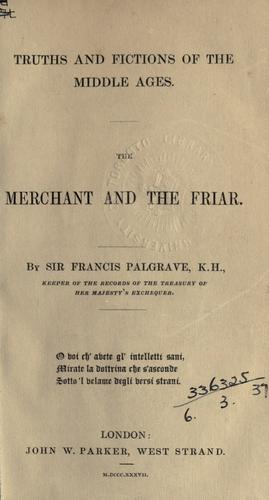 TRUTHS AND FICTIONS OF THE
MIDDLE AGES.
THE
MERCHANT AND THE FRIAR.
BY SIR FRANCIS PALGRAVE, K.H.,
KEEPER OF THE RECORDS OF THE TREASURY OF
HER MAJESTY'S EXCHEQUER.
O voi ch' avete gl' intelletti sani,
Mirate la dottrina che s'asconde
Sotto 'l velame degli versi strani.
336325
6. 3. 37
LONDON:
JOHN W. PARKER, WEST STRAND.
M.DCCC.XXXVII.